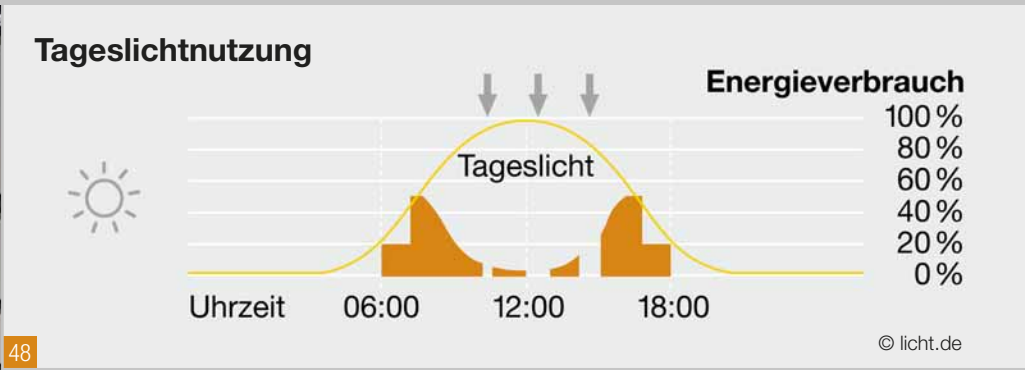 Tageslichtnutzung
Energieverbrauch
100 %
80 %
Tageslicht
60 %
40 %
20 %
0 %
Uhrzeit 06:00 12:00 18:00
48
© licht.de